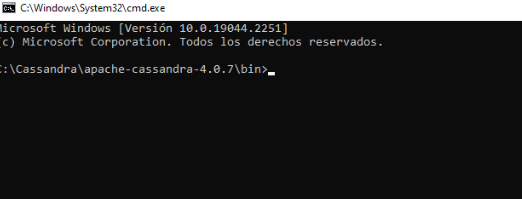 C:\Windows\System32\cmd.exe
Microsoft Windows [Versión 10.0.19044.2251]
(c) Microsoft Corporation. Todos los derechos reservados.
C:\Cassandra\apache-cassandra-4.0.7\bin>